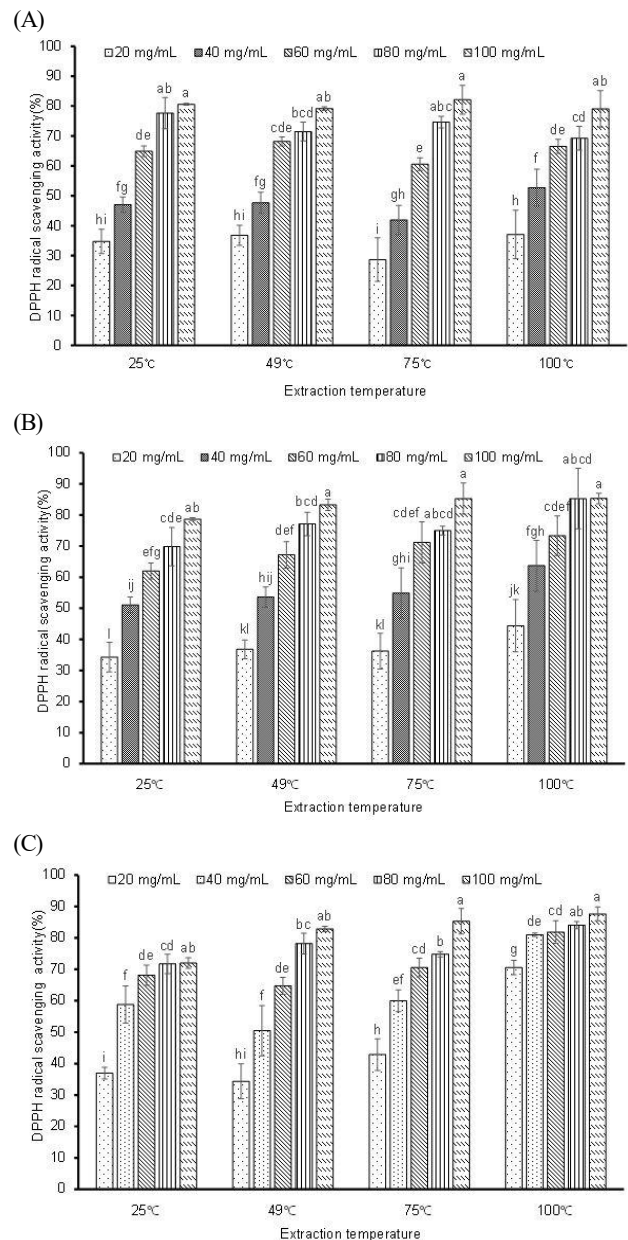 (A)
100
90
80
70
60
50
40
30
20
10
0
DPPH radical scavenging activity(%)
20 mg/mL 40 mg/mL 60 mg/mL 80 mg/mL 100 mg/mL
hi fg de ab a
hi fg cde bcd ab
i gh e abc a
h f de cd ab
25℃ 49℃ 75℃ 100℃
Extraction temperature
(B)
100
90
80
70
60
50
40
30
20
10
0
DPPH radical scavenging activity(%)
20 mg/mL 40 mg/mL 60 mg/mL 80 mg/mL 100 mg/mL
l ij efg cde ab
kl hij def bcd a
kl ghi cdef abcd a
jk fgh cdef abcd a
25℃ 49℃ 75℃ 100℃
Extraction temperature
(C)
100
90
80
70
60
50
40
30
20
10
0
DPPH radical scavenging activity(%)
20 mg/mL 40 mg/mL 60 mg/mL 80 mg/mL 100 mg/mL
i f de cd ab
hi f de bc ab
h ef cd b a
g de cd ab a
25℃ 49℃ 75℃ 100℃
Extraction temperature